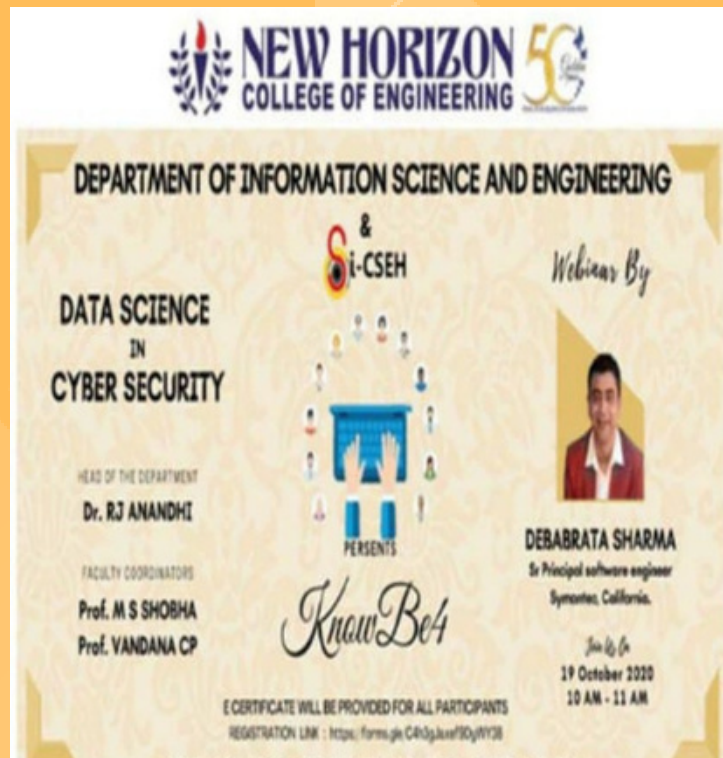 NEW HORIZON
COLLEGE OF ENGINEERING
50
DEPARTMENT OF INFORMATION SCIENCE AND ENGINEERING
&
Si-CSEH
DATA SCIENCE
IN
CYBER SECURITY
HEAD OF THE DEPARTMENT
Dr. RJ ANANDHI
FACULTY COORDINATORS
Prof. M S SHOBHA
Prof. VANDANA CP
PERSENTS
KnowBe4
Webinar By
DEBABRATA SHARMA
Sr Principal software engineer
Symantec, California.
Join Us On
19 October 2020
10 AM - 11 AM
E CERTIFICATE WILL BE PROVIDED FOR ALL PARTICIPANTS
REGISTRATION LINK :